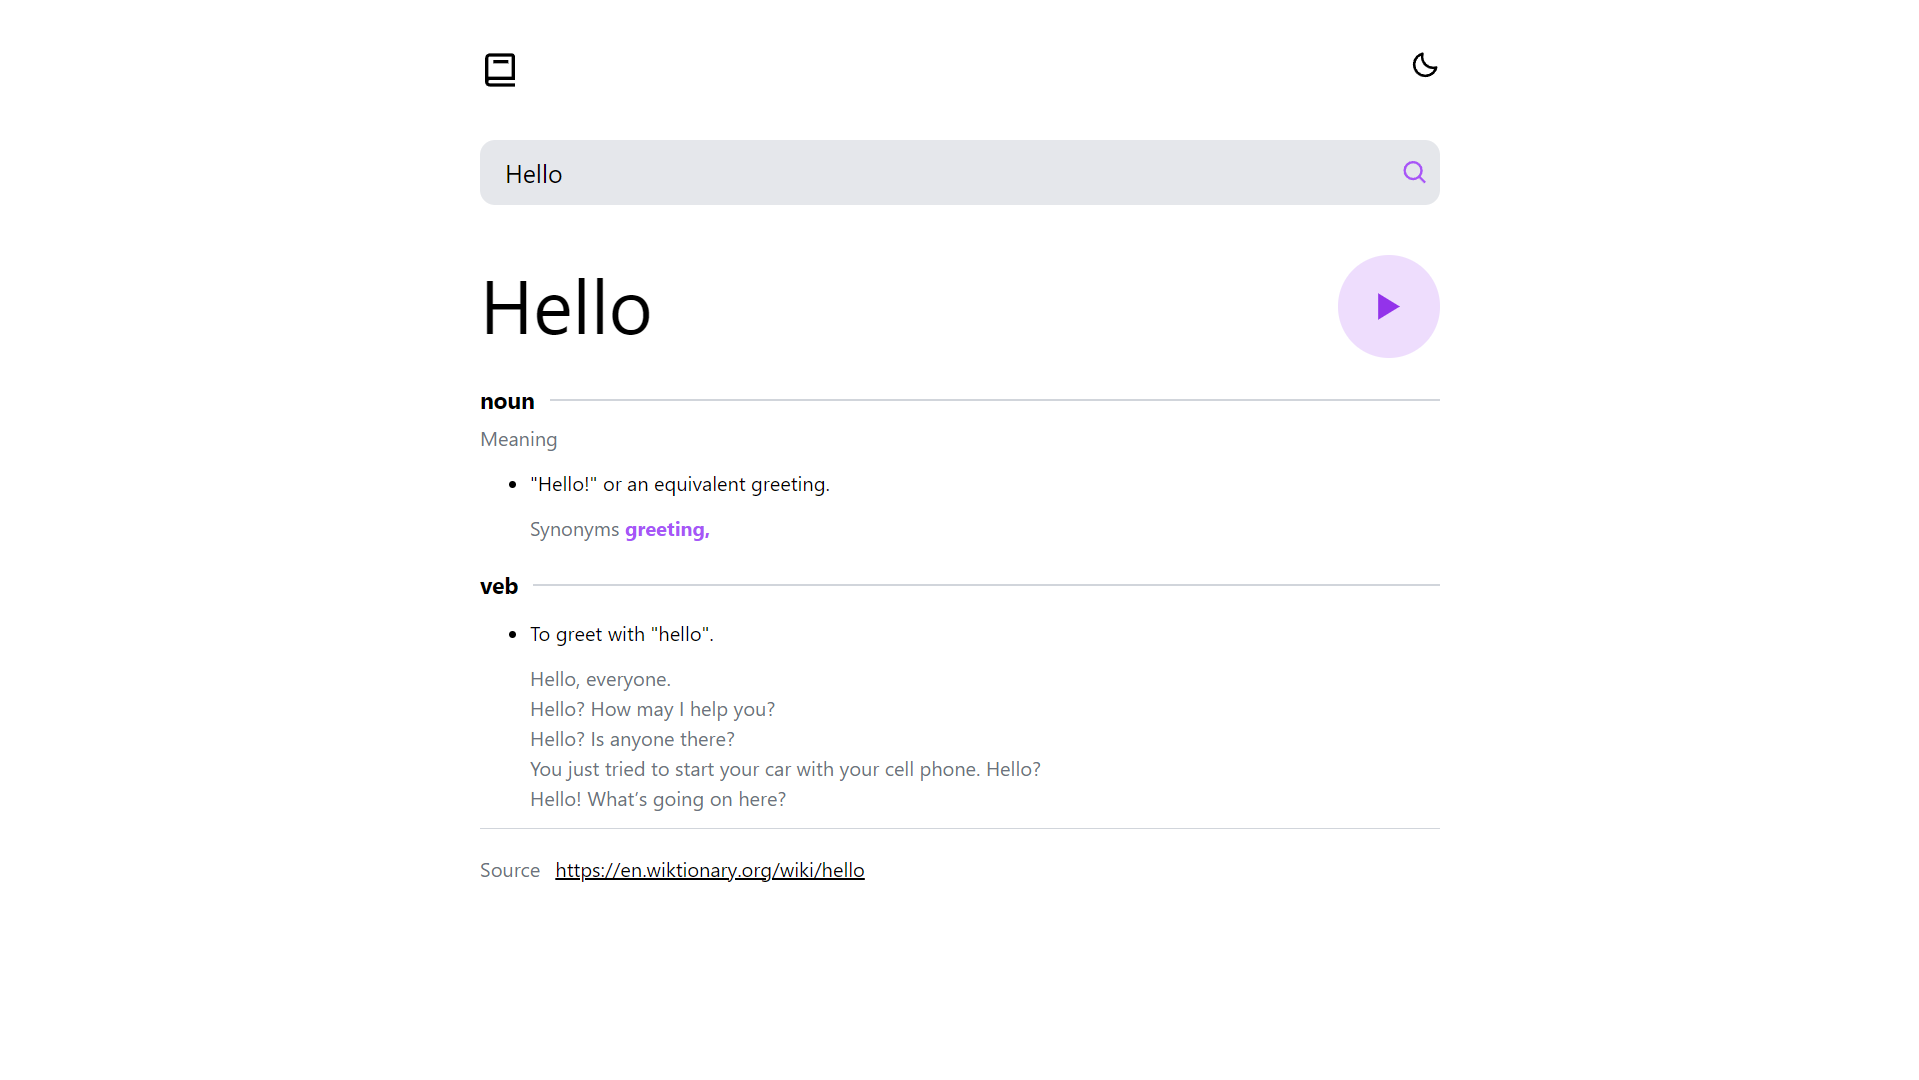 Hello
Hello
noun
Meaning
"Hello!" or an equivalent greeting.
Synonyms greeting,
veb
To greet with "hello".
Hello, everyone.
Hello? How may I help you?
Hello? Is anyone there?
You just tried to start your car with your cell phone. Hello?
Hello! What’s going on here?
Source https://en.wiktionary.org/wiki/hello